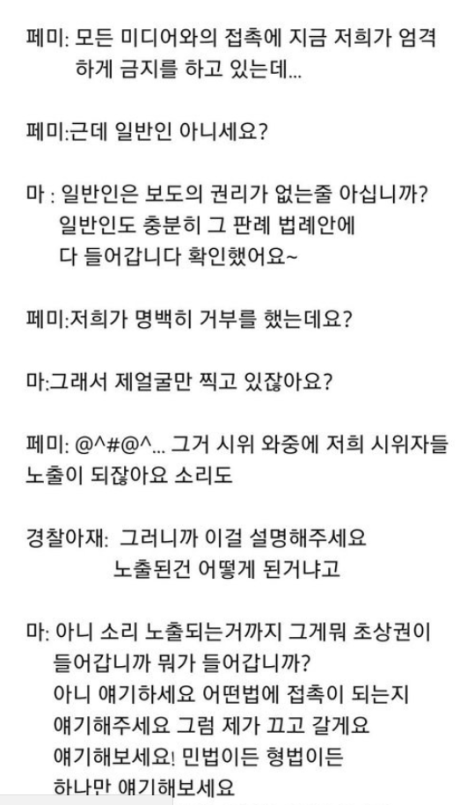 페미: 모든 미디어와의 접촉에 지금 저희가 엄격
하게 금지를 하고 있는데...
페미:근데 일반인 아니세요?
마 : 일반인은 보도의 권리가 없는줄 아십니까?
일반인도 충분히 그 판례 법례안에
다 들어갑니다 확인했어요~
페미:저희가 명백히 거부를 했는데요?
마:그래서 제얼굴만 찍고 있잖아요?
페미: @^#@^... 그거 시위 와중에 저희 시위자들
노출이 되잖아요 소리도
경찰아재: 그러니까 이걸 설명해주세요
노출된건 어떻게 된거냐고
마: 아니 소리 노출되는거까지 그게뭐 초상권이
들어갑니까 뭐가 들어갑니까?
아니 얘기하세요 어떤법에 접촉이 되는지
얘기해주세요 그럼 제가 끄고 갈게요
얘기해보세요! 민법이든 형법이든
하나만 얘기해보세요